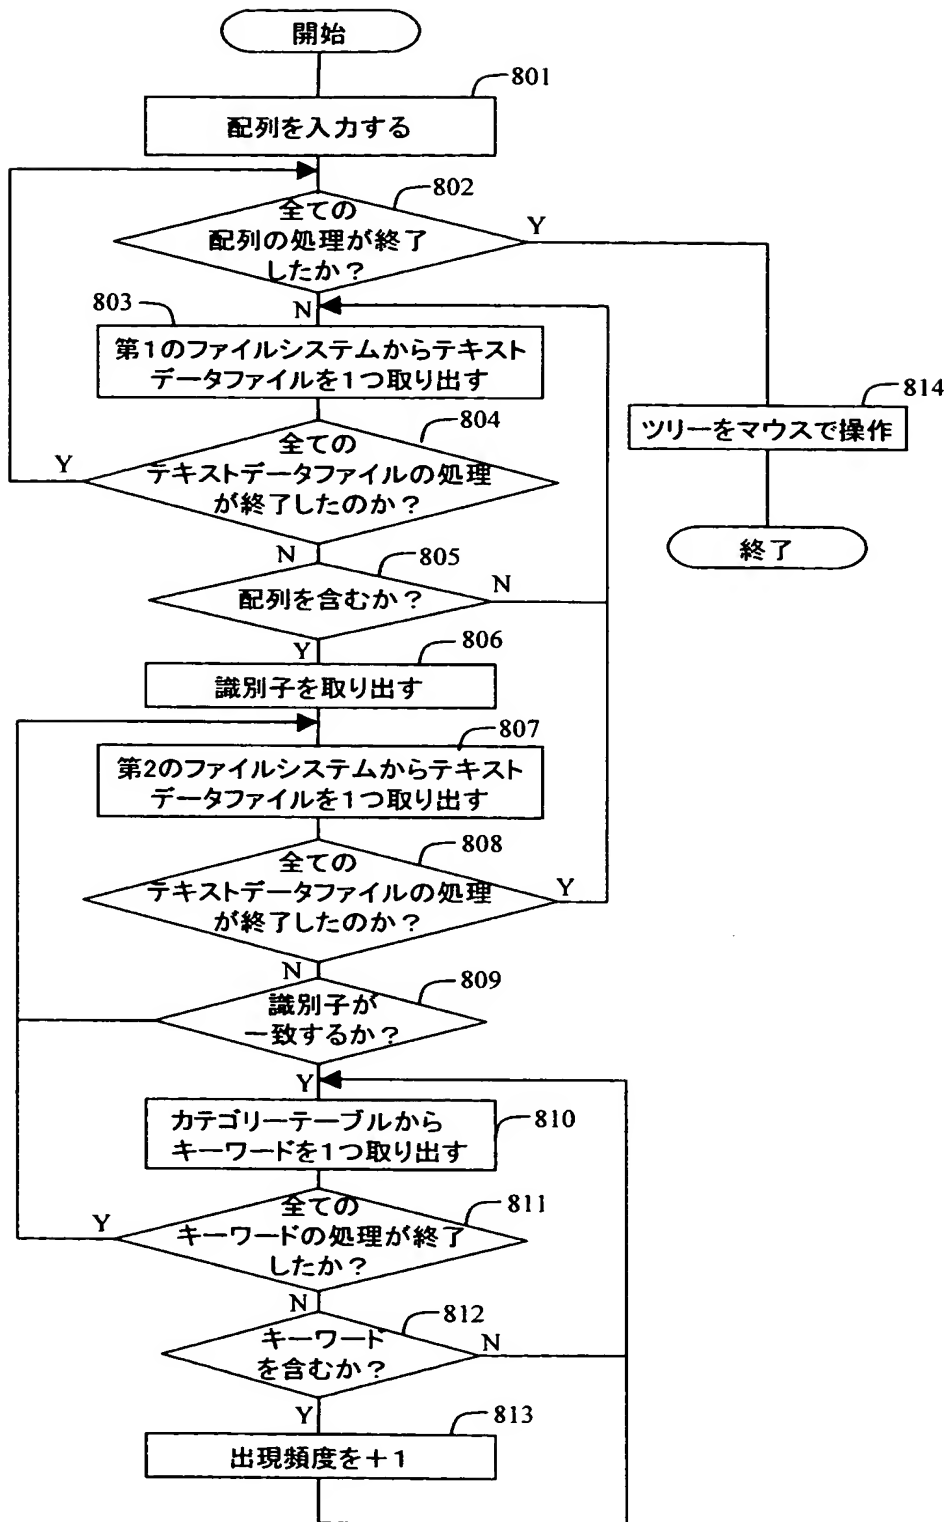 開始
801
配列を入力する
802
全ての
配列の処理が終了
したか？
Y
N
803
第1のファイルシステムからテキスト
データファイルを1つ取り出す
814
ツリーをマウスで操作
終了
804
全ての
テキストデータファイルの処理
が終了したのか？
Y
N
805
配列を含むか？
N
Y
806
識別子を取り出す
807
第2のファイルシステムからテキスト
データファイルを1つ取り出す
808
全ての
テキストデータファイルの処理
が終了したのか？
Y
N
809
識別子が
一致するか？
Y
カテゴリーテーブルから
キーワードを1つ取り出す
810
811
全ての
キーワードの処理が終了
したか？
Y
N
812
キーワード
を含むか？
N
Y
813
出現頻度を＋1